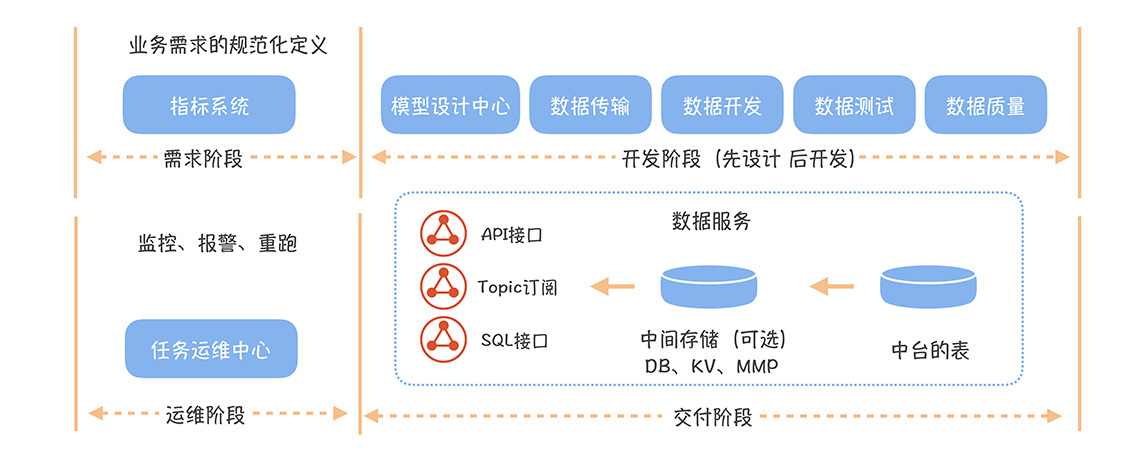 业务需求的规范化定义
指标系统
需求阶段
模型设计中心
数据传输
数据开发
数据测试
数据质量
开发阶段（先设计 后开发）
监控、报警、重跑
任务运维中心
运维阶段
数据服务
API接口
Topic订阅
SQL接口
中间存储（可选）
DB、KV、MMP
中台的表
交付阶段